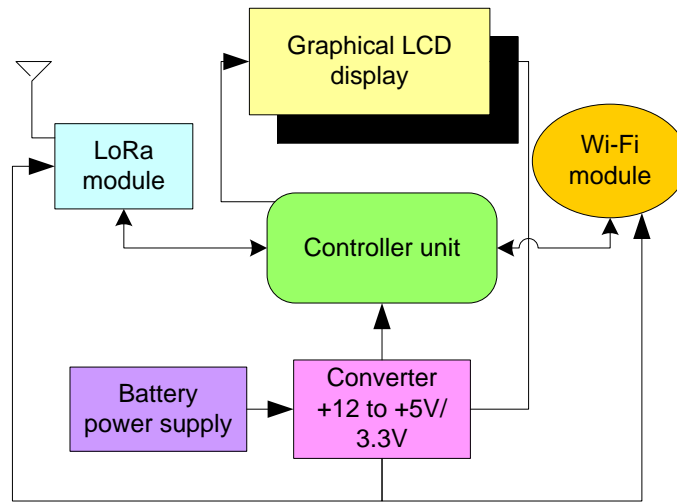 Graphical LCD
display
LoRa
module
Wi-Fi
module
Controller unit
Battery
power supply
Converter
+12 to +5V/
3.3V